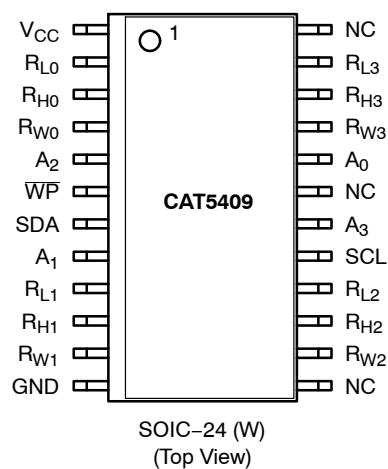 VCC 1 NC
RL0 RL3
RH0 RH3
RW0 RW3
A2 A0
WP NC
CAT5409
SDA A3
A1 SCL
RL1 RL2
RH1 RH2
RW1 RW2
GND NC
SOIC−24 (W)
(Top View)